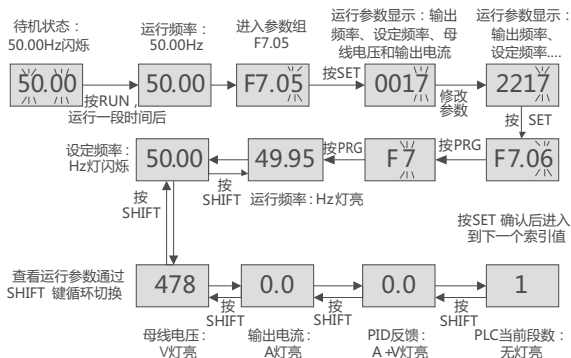 待机状态：
50.00Hz闪烁
运行频率：
50.00Hz
进入参数组
F7.05
运行参数显示：输出
频率、设定频率、母
线电压和输出电流
运行参数显示：
输出频率、
设定频率....
50.00
按RUN，
运行一段时间后
50.00
F7.05
按SET
0017
修改
参数
2217
按 SET
设定频率：
Hz灯闪烁
50.00
按
SHIFT
49.95
运行频率：Hz灯亮
按PRG
F7
按PRG
F7.06
按
SHIFT
按SET 确认后进入
到下一个索引值
查看运行参数通过
SHIFT 键循环切换
478
按
SHIFT
0.0
按
SHIFT
0.0
按
SHIFT
1
母线电压：
V灯亮
输出电流：
A灯亮
PID反馈：
A +V灯亮
PLC当前段数：
无灯亮